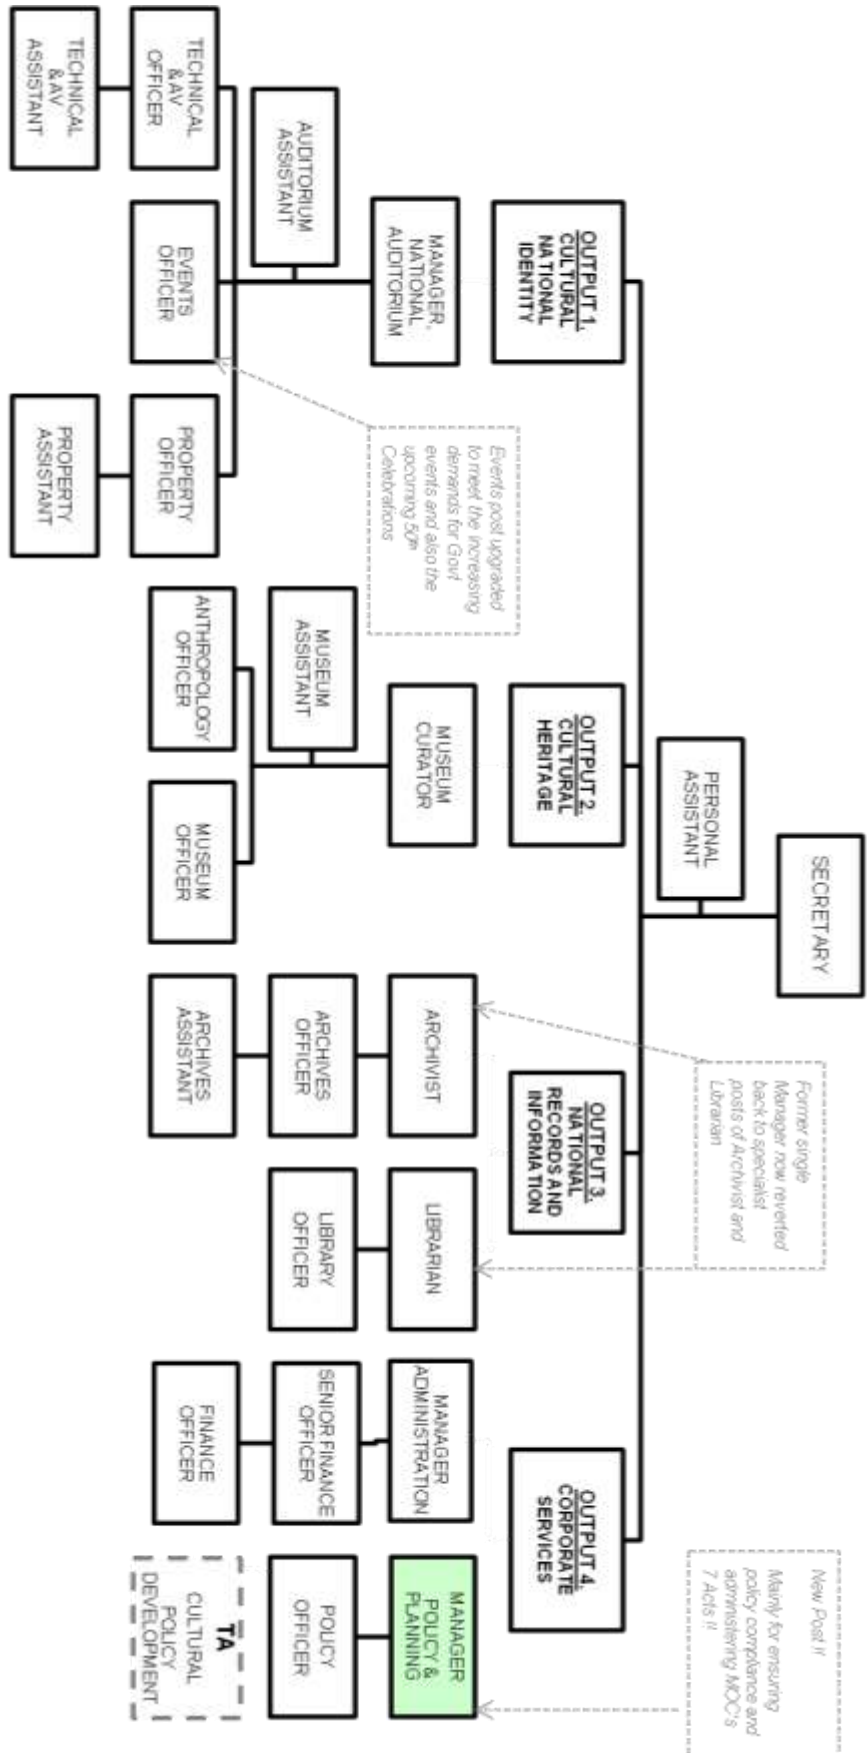 SECRETARY
PERSONAL
ASSISTANT
OUTPUT 1.
CULTURAL
NATIONAL
IDENTITY
OUTPUT 2.
CULTURAL
HERITAGE
OUTPUT 3.
NATIONAL
RECORDS AND
INFORMATION
OUTPUT 4.
CORPORATE
SERVICES
Former single
Manager now reverted
back to specialist
posts of Archivist and
Librarian
New Post !!
Mainly for ensuring
policy compliance and
administering MOC's
7 Acts !!
Events post upgraded
to meet the increasing
demands for Govt
events and also the
upcoming 50th
Celebrations
MANAGER,
NATIONAL
AUDITORIUM
MUSEUM
CURATOR
ARCHIVIST
LIBRARIAN
MANAGER
ADMINISTRATION
MANAGER
POLICY &
PLANNING
AUDITORIUM
ASSISTANT
MUSEUM
ASSISTANT
ARCHIVES
OFFICER
LIBRARY
OFFICER
SENIOR FINANCE
OFFICER
POLICY
OFFICER
TECHNICAL
& AV
OFFICER
EVENTS
OFFICER
PROPERTY
OFFICER
ANTHROPOLOGY
OFFICER
MUSEUM
OFFICER
ARCHIVES
ASSISTANT
FINANCE
OFFICER
TA
CULTURAL
POLICY
DEVELOPMENT
TECHNICAL
& AV
ASSISTANT
PROPERTY
ASSISTANT